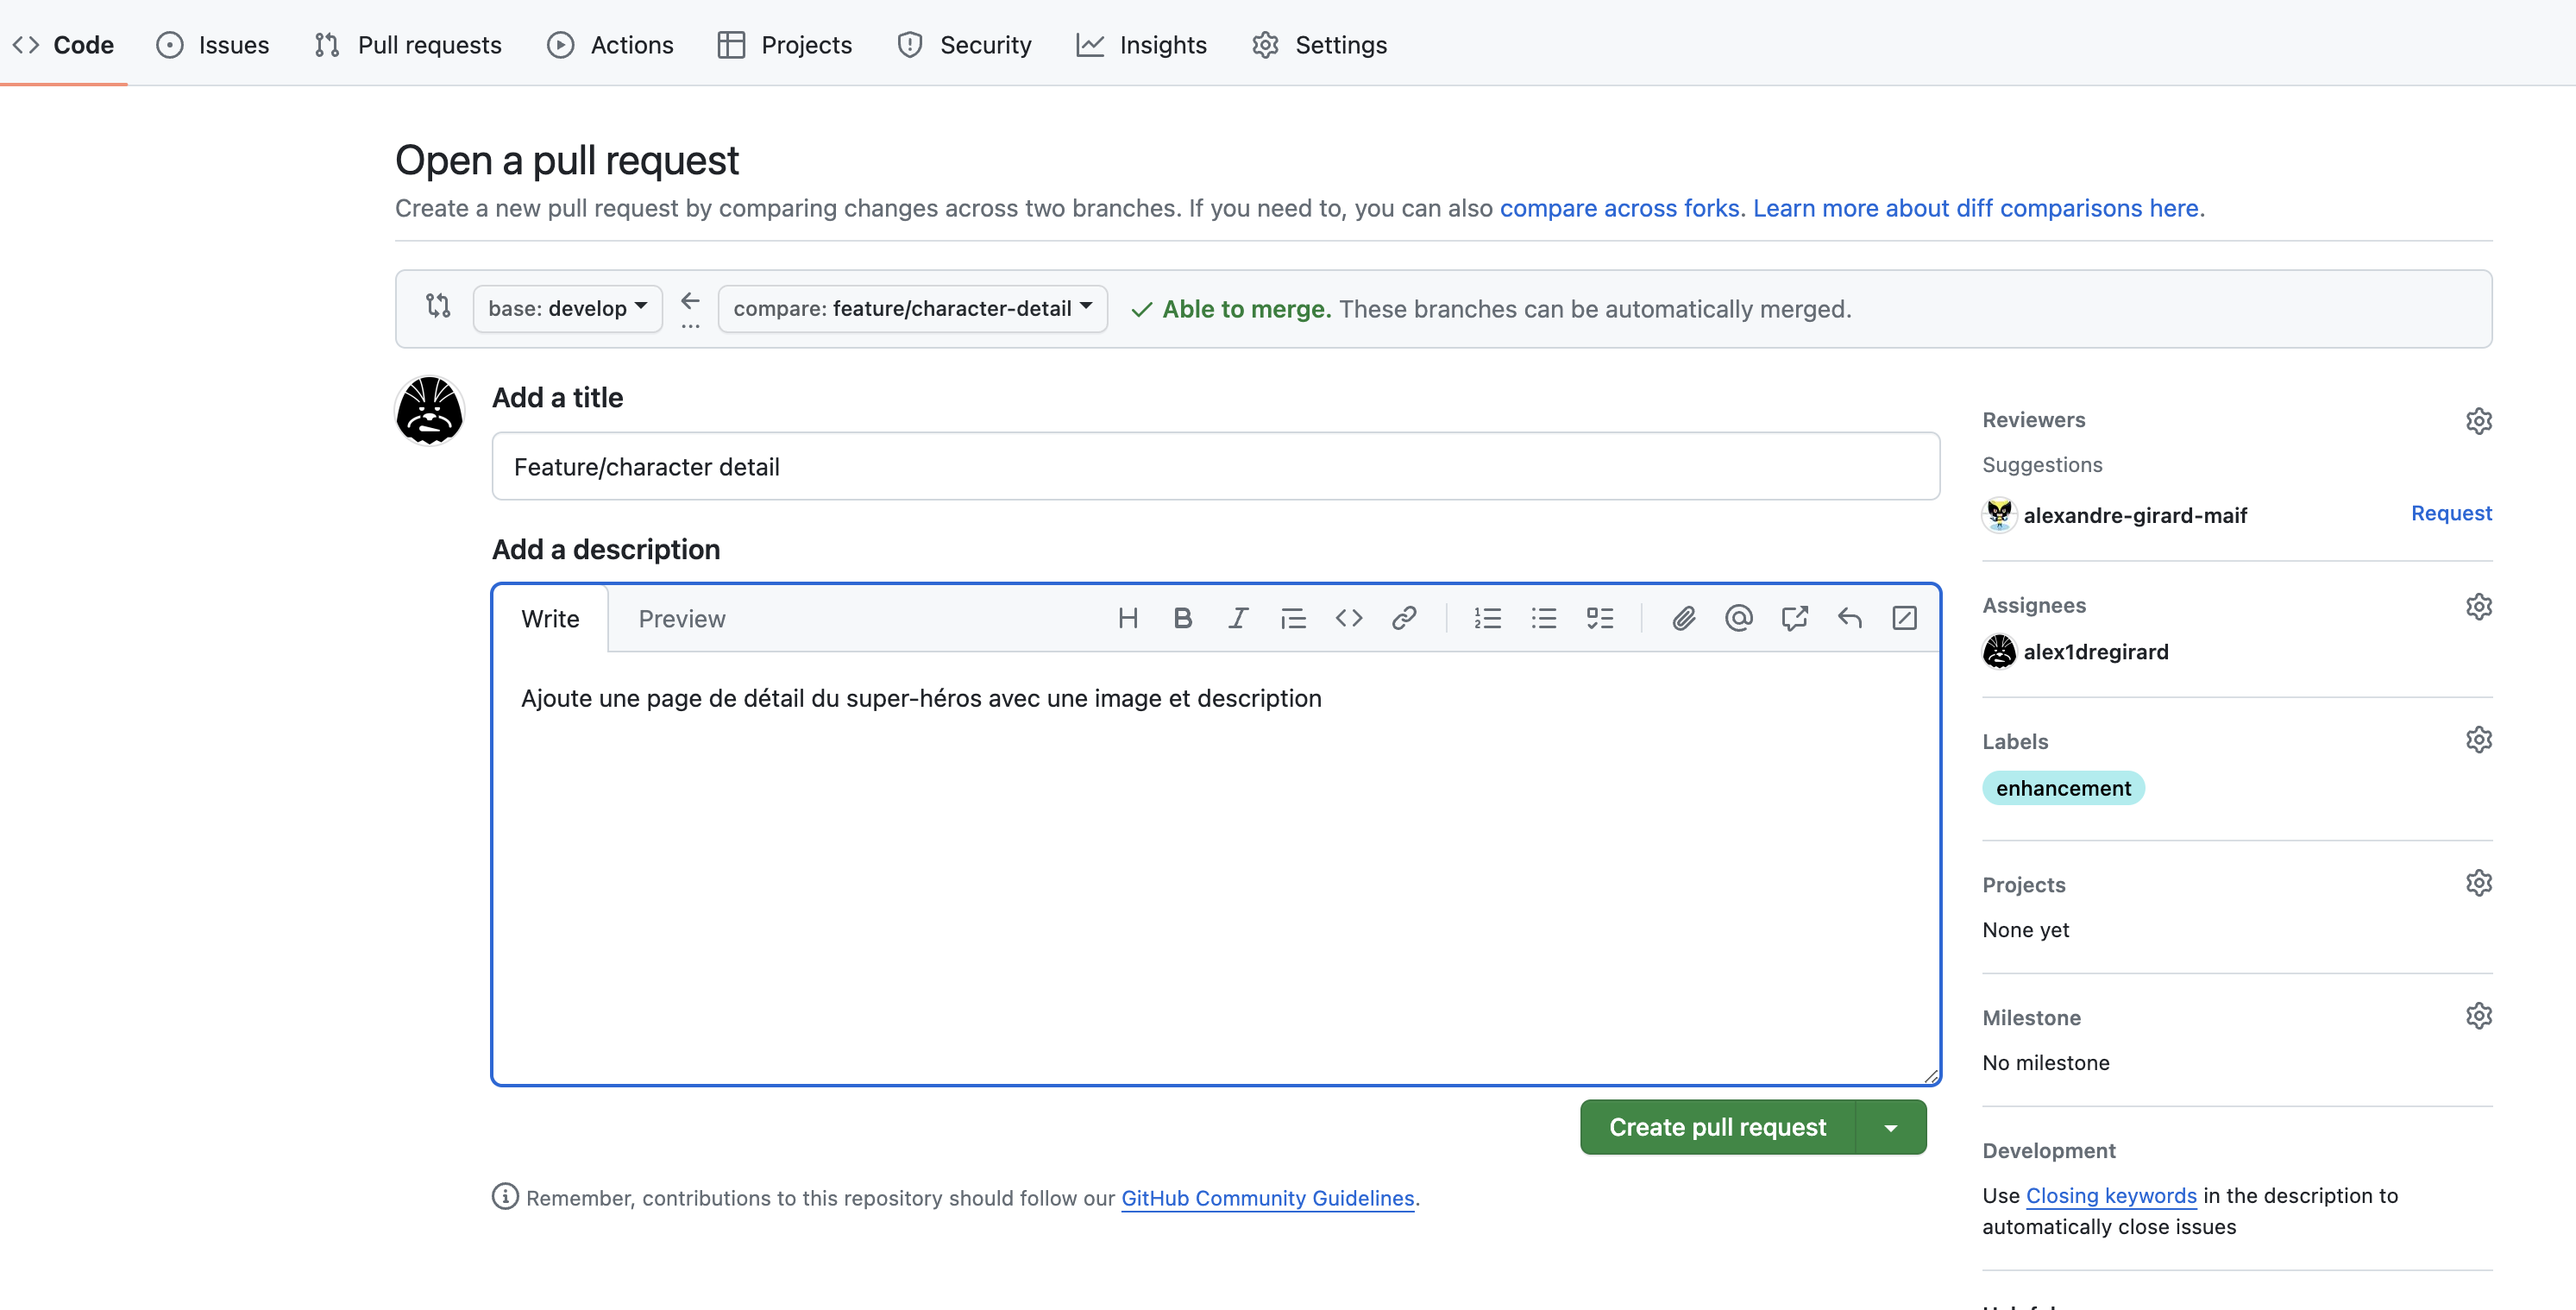 Code Issues Pull requests Actions Projects Security Insights Settings
Open a pull request
Create a new pull request by comparing changes across two branches. If you need to, you can also compare across forks. Learn more about diff comparisons here.
base: develop ... compare: feature/character-detail Able to merge. These branches can be automatically merged.
Add a title
Feature/character detail
Add a description
Write Preview
Ajoute une page de détail du super-héros avec une image et description
Create pull request
Remember, contributions to this repository should follow our GitHub Community Guidelines.
Reviewers
Suggestions
alexandre-girard-maif Request
Assignees
alex1dregirard
Labels
enhancement
Projects
None yet
Milestone
No milestone
Development
Use Closing keywords in the description to
automatically close issues